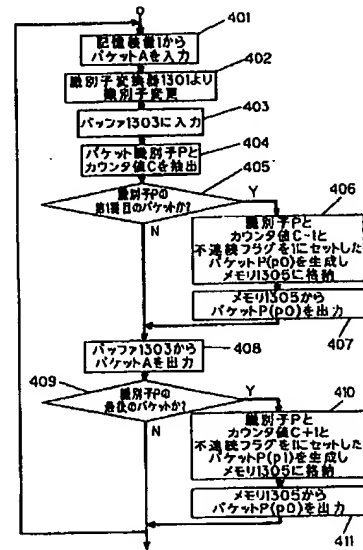 401
記憶装置1から
パケットAを入力
402
識別子変換器1301より
識別子変更
403
バッファ1303に入力
404
パケット識別子Pと
カウンタ値Cを抽出
405
識別子Pの
第1番目のパケットか?
Y
N
406
識別子Pと
カウンタ値C-1と
不連続フラグを1にセットした
パケットP(p0)を生成し
メモリ1305に格納
メモリ1305から
パケットP(p0)を出力
407
408
バッファ1303から
パケットAを出力
409
識別子Pの
最後のパケットか?
Y
N
410
識別子Pと
カウンタ値C+1と
不連続フラグを1にセットした
パケットP(p1)を生成し
メモリ1305に格納
メモリ1305から
パケットP(p0)を出力
411